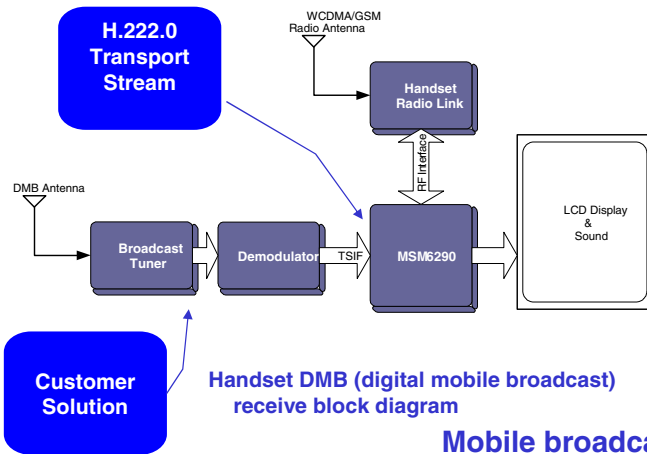 H.222.0
Transport
Stream
WCDMA/GSM
Radio Antenna
Handset
Radio Link
RF Interface
DMB Antenna
Broadcast
Tuner
Demodulator
TSIF
MSM6290
LCD Display
&
Sound
Customer
Solution
Handset DMB (digital mobile broadcast)
receive block diagram
Mobile broadca